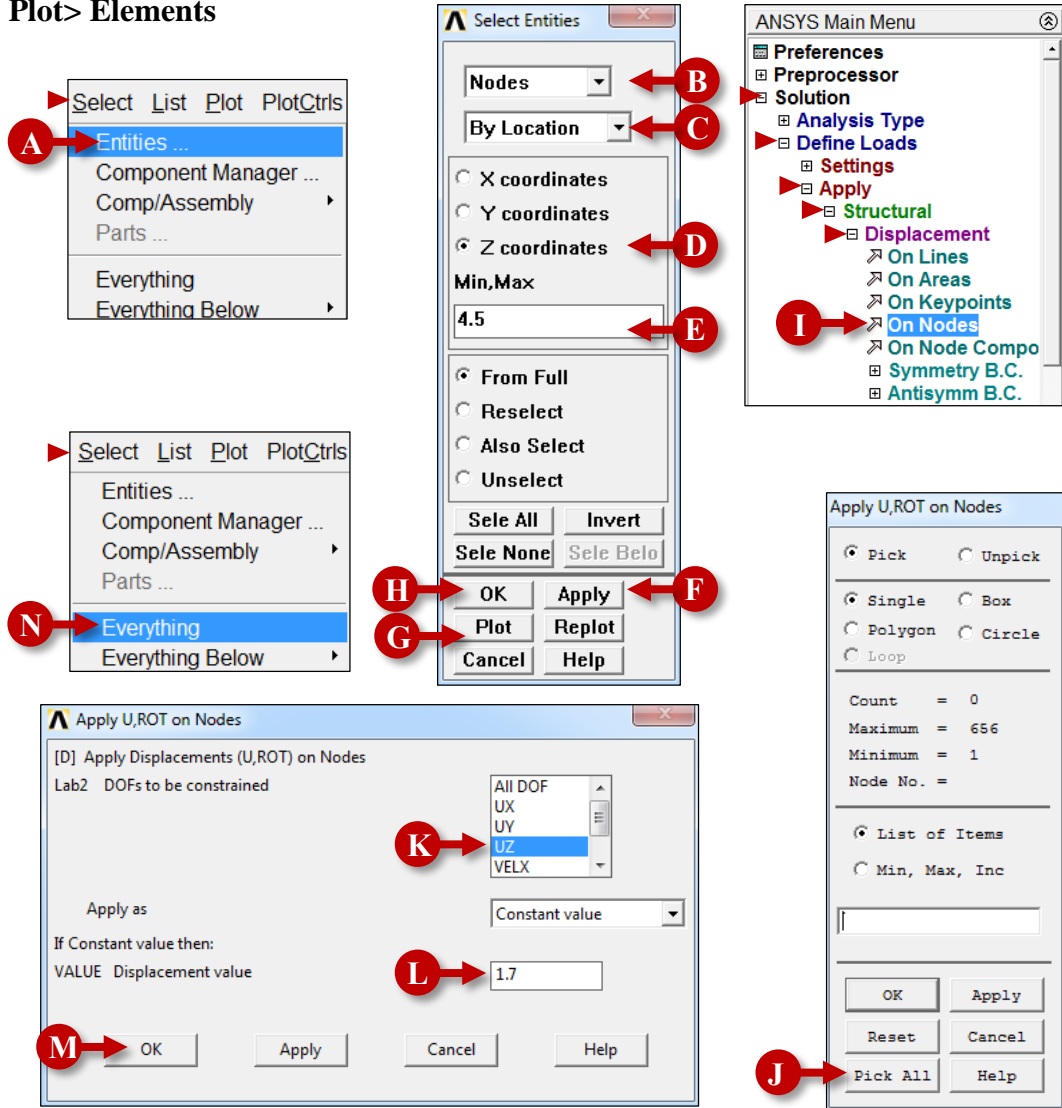 Plot> Elements
Select List Plot PlotCtrls
A
Entities ...
Component Manager ...
Comp/Assembly
Parts ...
Everything
Everything Below
Select Entities
Nodes
B
By Location
C
X coordinates
Y coordinates
Z coordinates
D
Min,Max
4.5
E
From Full
Reselect
Also Select
Unselect
Sele All Invert
Sele None Sele Belo
H
OK Apply
F
G
Plot Replot
Cancel Help
ANSYS Main Menu
Preferences
Preprocessor
Solution
Analysis Type
Define Loads
Settings
Apply
Structural
Displacement
On Lines
On Areas
On Keypoints
I
On Nodes
On Node Compo
Symmetry B.C.
Antisymm B.C.
Select List Plot PlotCtrls
Entities ...
Component Manager ...
Comp/Assembly
Parts ...
N
Everything
Everything Below
Apply U,ROT on Nodes
[D] Apply Displacements (U,ROT) on Nodes
Lab2 DOFs to be constrained
All DOF
UX
UY
K
UZ
VELX
Apply as
Constant value
If Constant value then:
VALUE Displacement value
L
1.7
M
OK Apply Cancel Help
Apply U,ROT on Nodes
Pick Unpick
Single Box
Polygon Circle
Loop
Count = 0
Maximum = 656
Minimum = 1
Node No. =
List of Items
Min, Max, Inc
OK Apply
Reset Cancel
J
Pick All Help